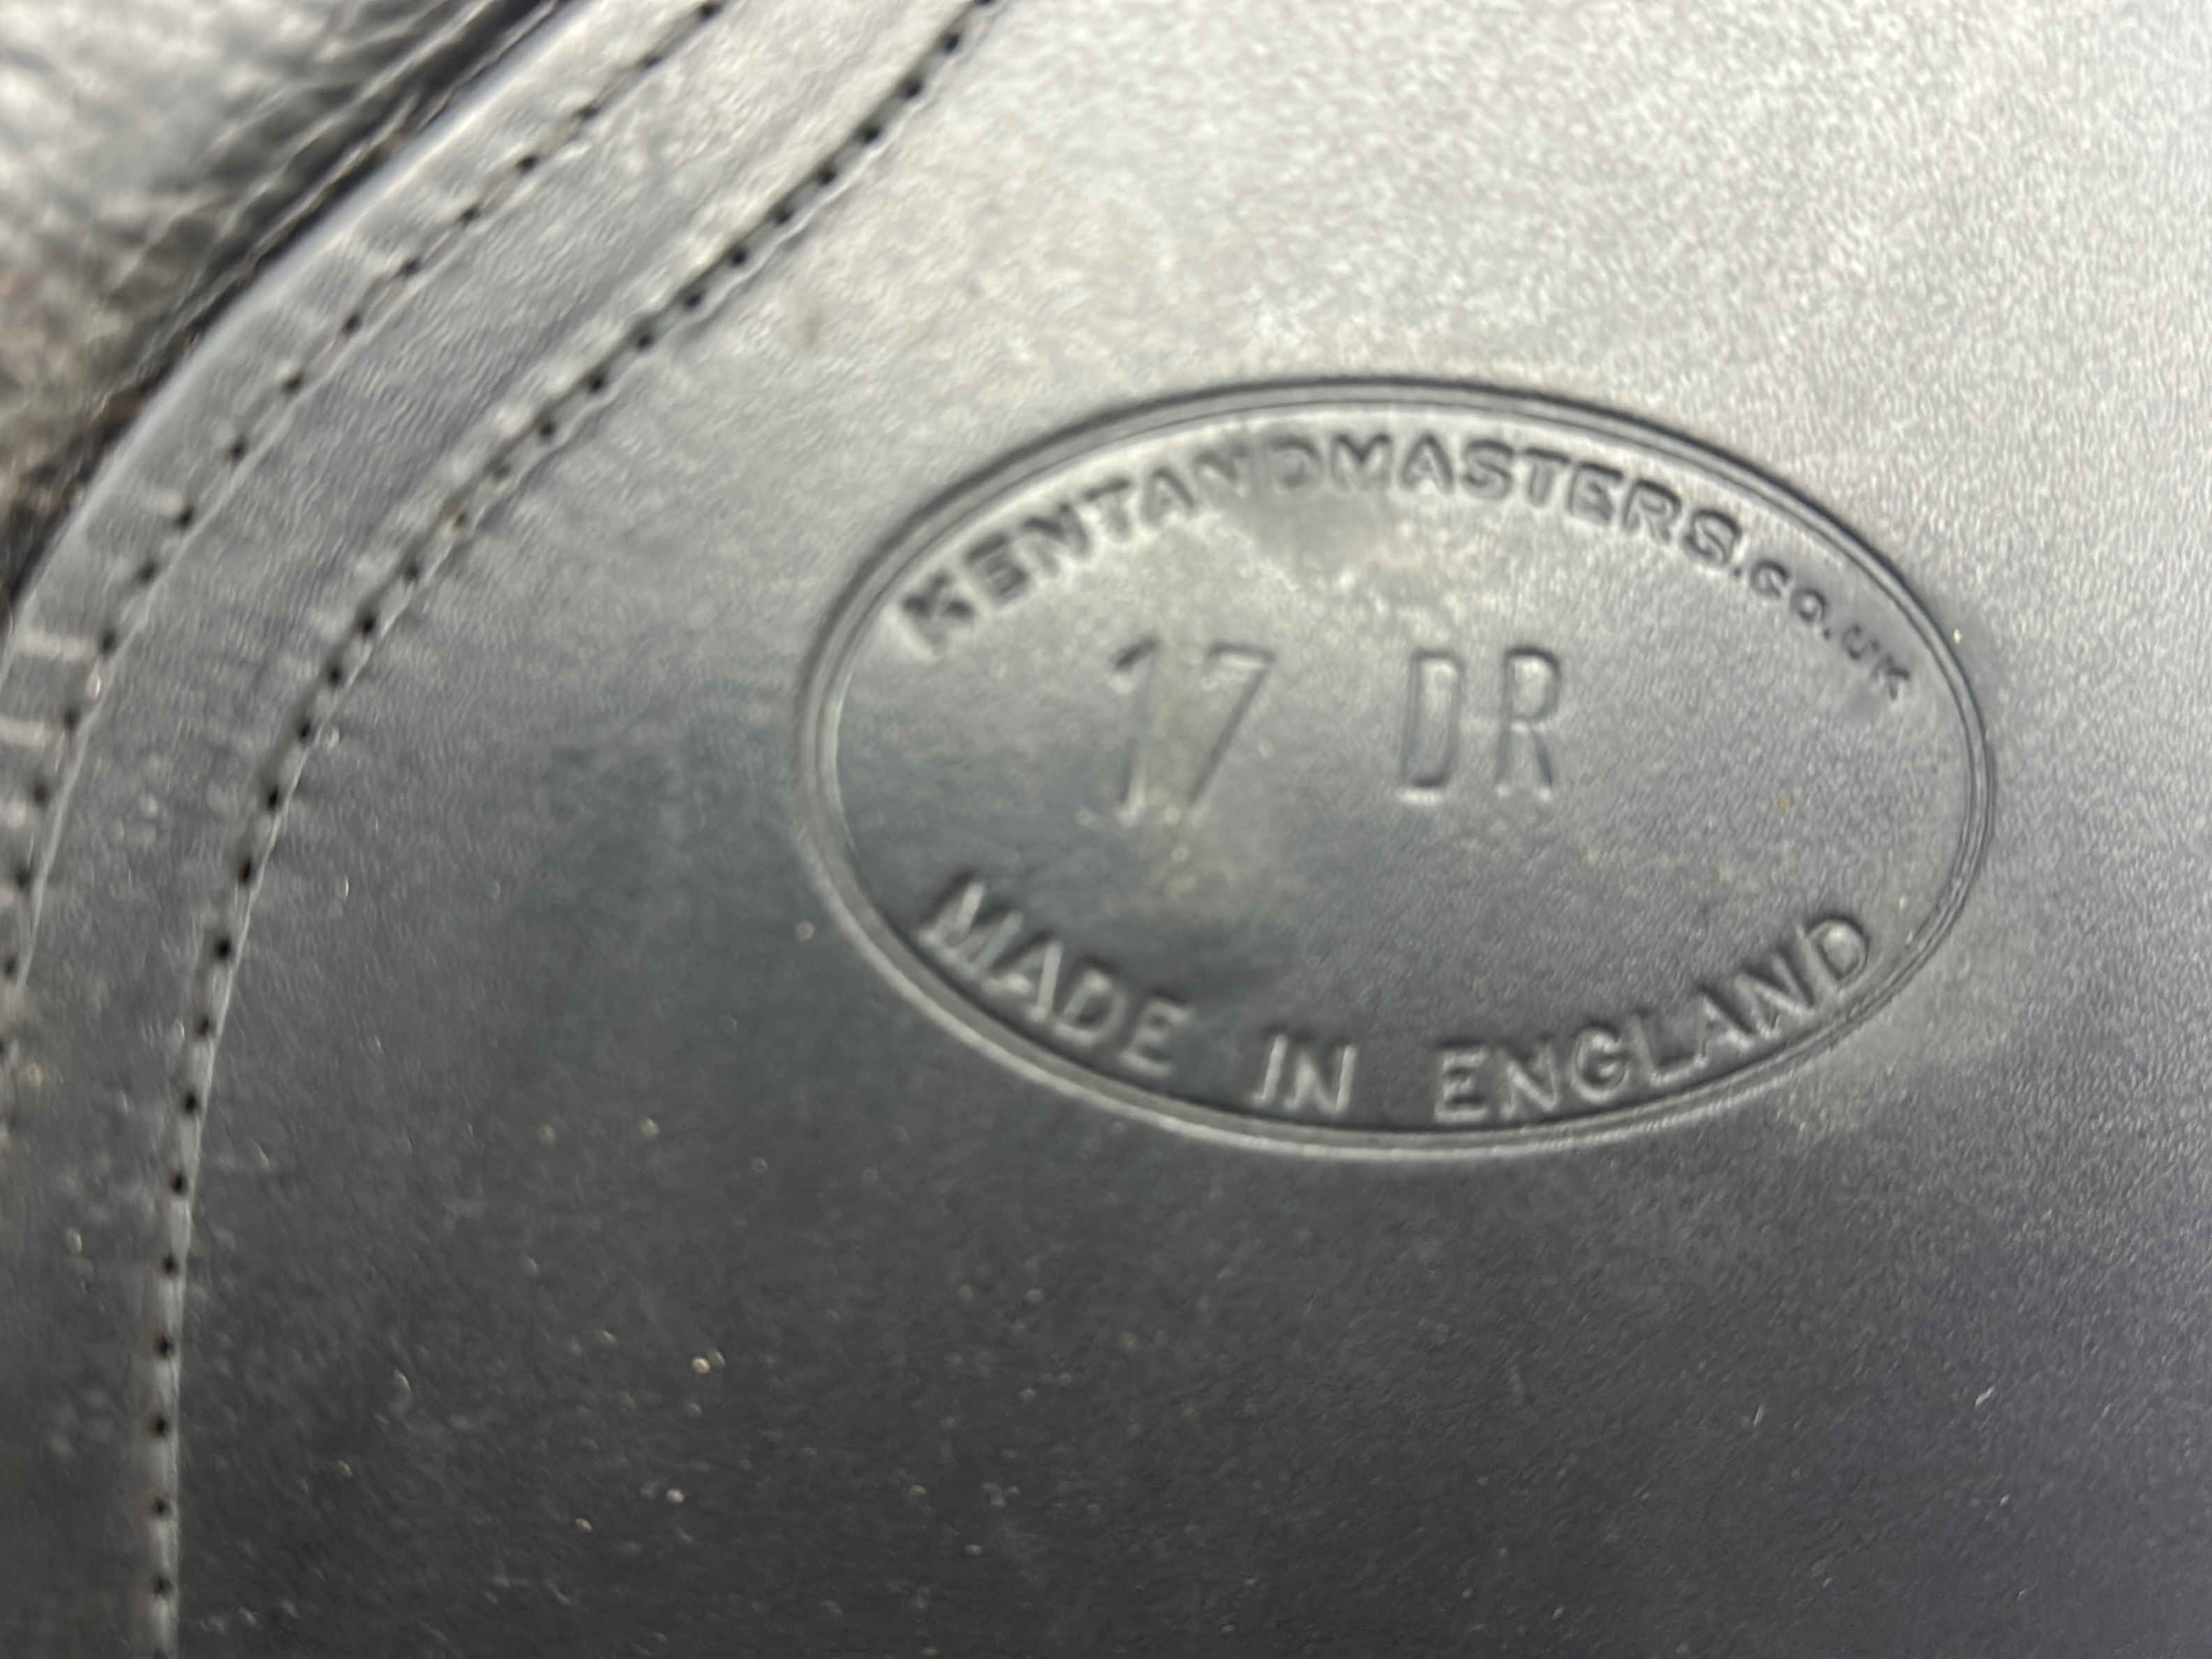 KENTANDMASTERS.CO.UK
17 DR
MADE IN ENGLAND